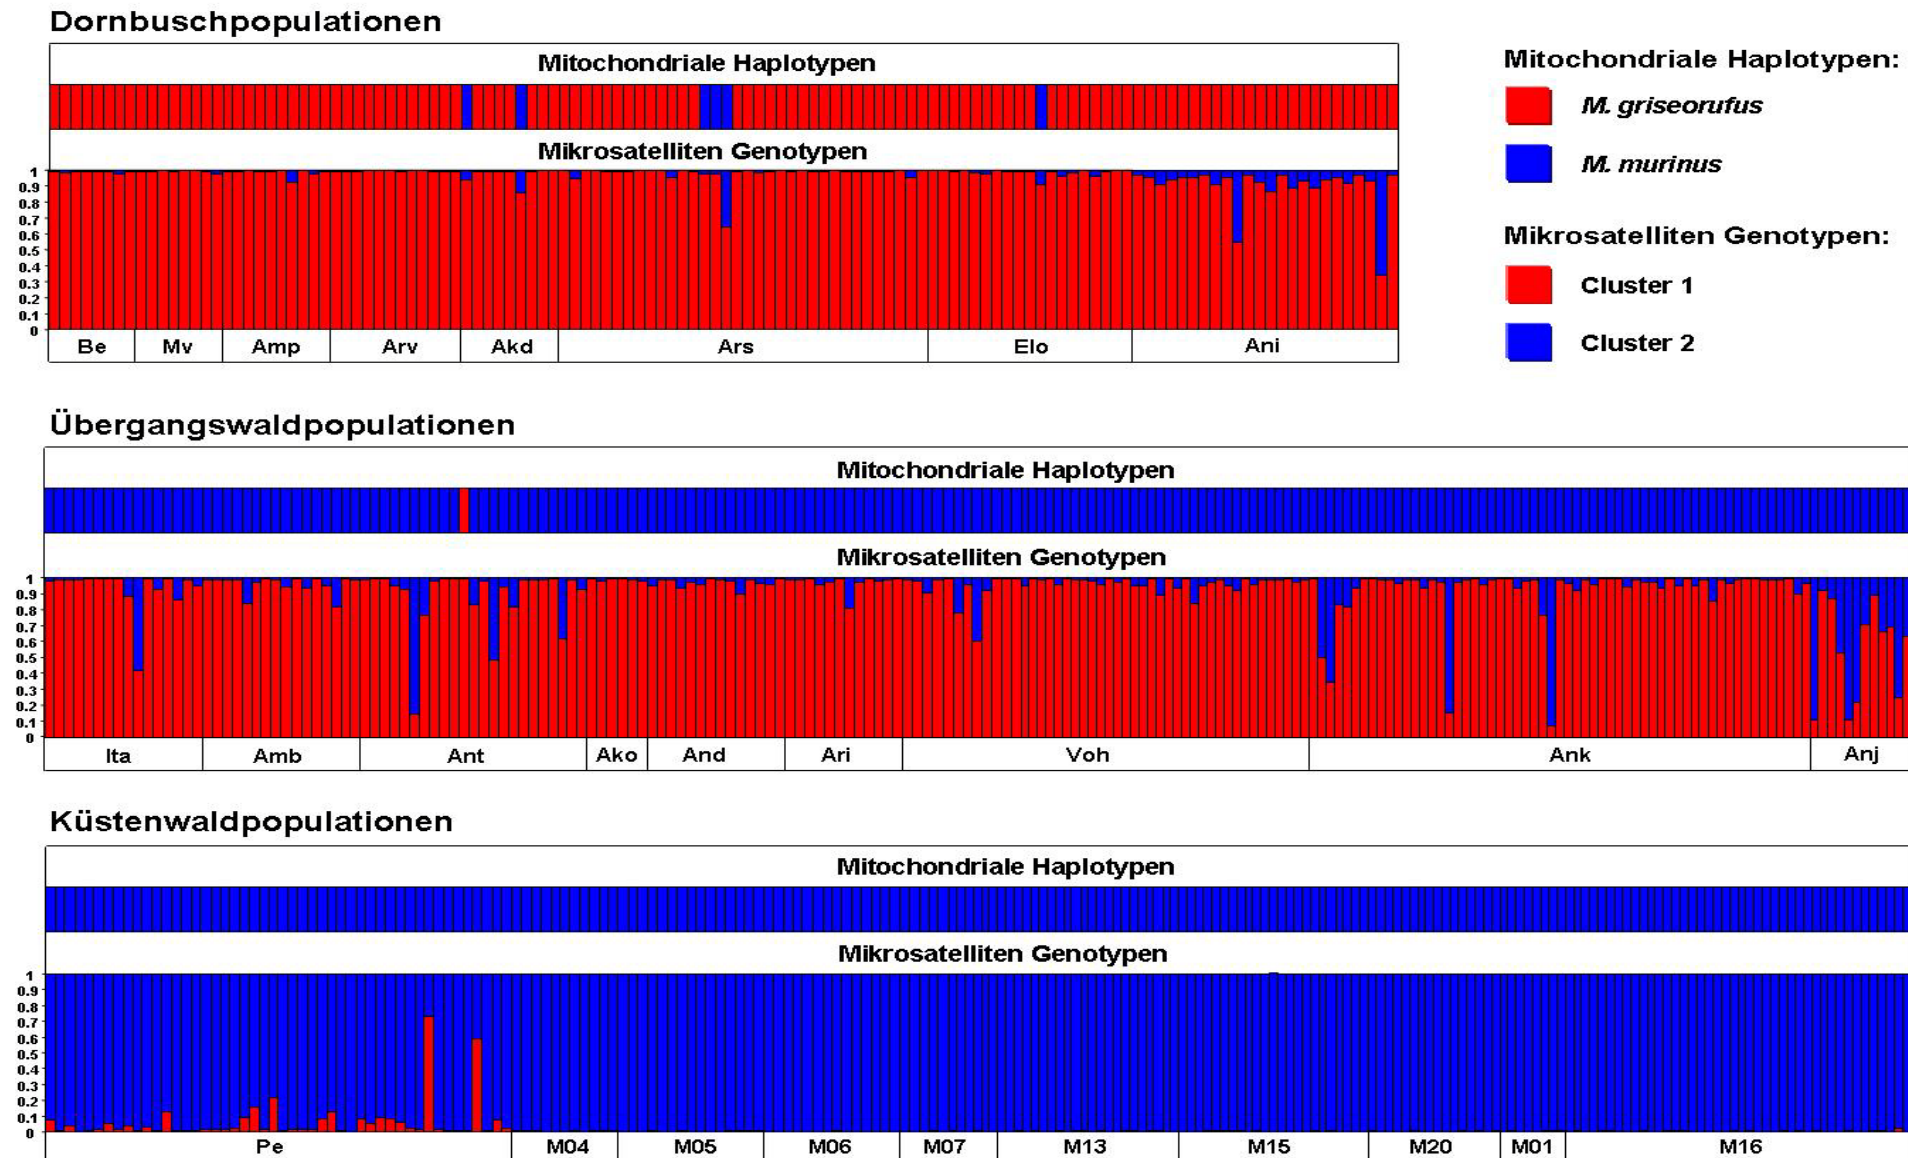 Dornbuschpopulationen
Mitochondriale Haplotypen
Mikrosatelliten Genotypen
1
0.9
0.8
0.7
0.6
0.5
0.4
0.3
0.2
0.1
0
Be Mv Amp Arv Akd Ars Elo Ani
Mitochondriale Haplotypen:
M. griseorufus
M. murinus
Mikrosatelliten Genotypen:
Cluster 1
Cluster 2
Übergangswaldpopulationen
Mitochondriale Haplotypen
Mikrosatelliten Genotypen
1
0.9
0.8
0.7
0.6
0.5
0.4
0.3
0.2
0.1
0
Ita Amb Ant Ako And Ari Voh Ank Anj
Küstenwaldpopulationen
Mitochondriale Haplotypen
Mikrosatelliten Genotypen
1
0.9
0.8
0.7
0.6
0.5
0.4
0.3
0.2
0.1
0
Pe M04 M05 M06 M07 M13 M15 M20 M01 M16